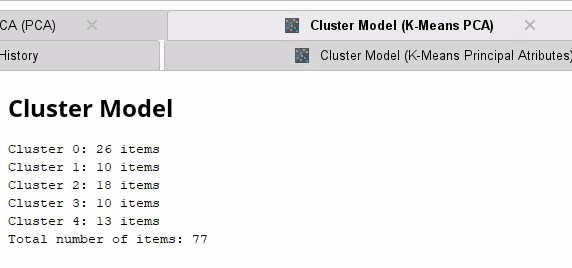 CA (PCA)
Cluster Model (K-Means PCA)
History
Cluster Model (K-Means Principal Atributes)
Cluster Model
Cluster 0: 26 items
Cluster 1: 10 items
Cluster 2: 18 items
Cluster 3: 10 items
Cluster 4: 13 items
Total number of items: 77